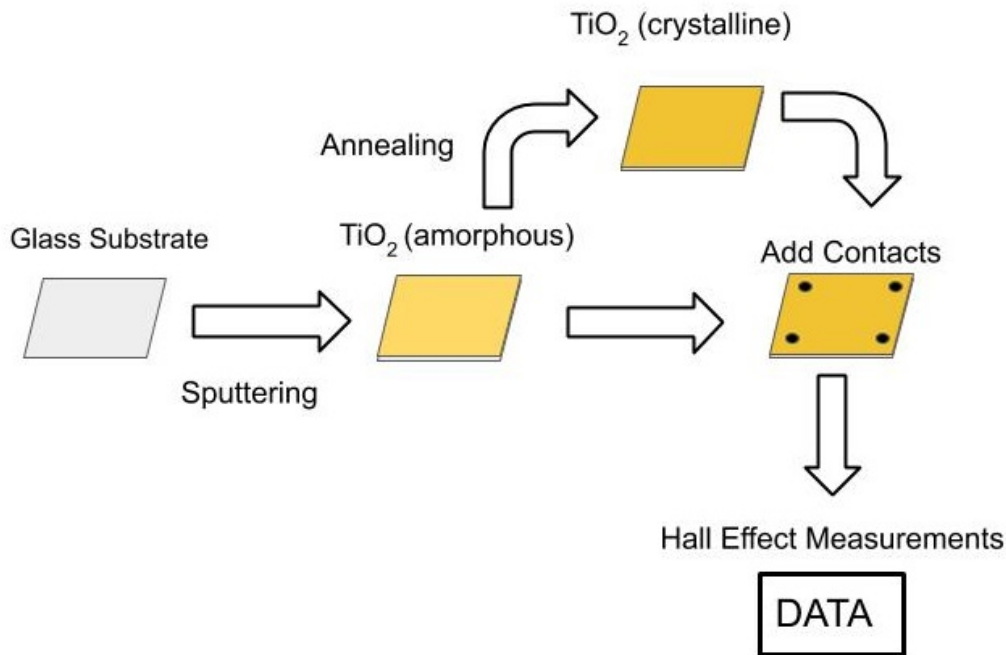 TiO₂ (crystalline)
Annealing
Glass Substrate
TiO₂ (amorphous)
Add Contacts
Sputtering
Hall Effect Measurements
DATA